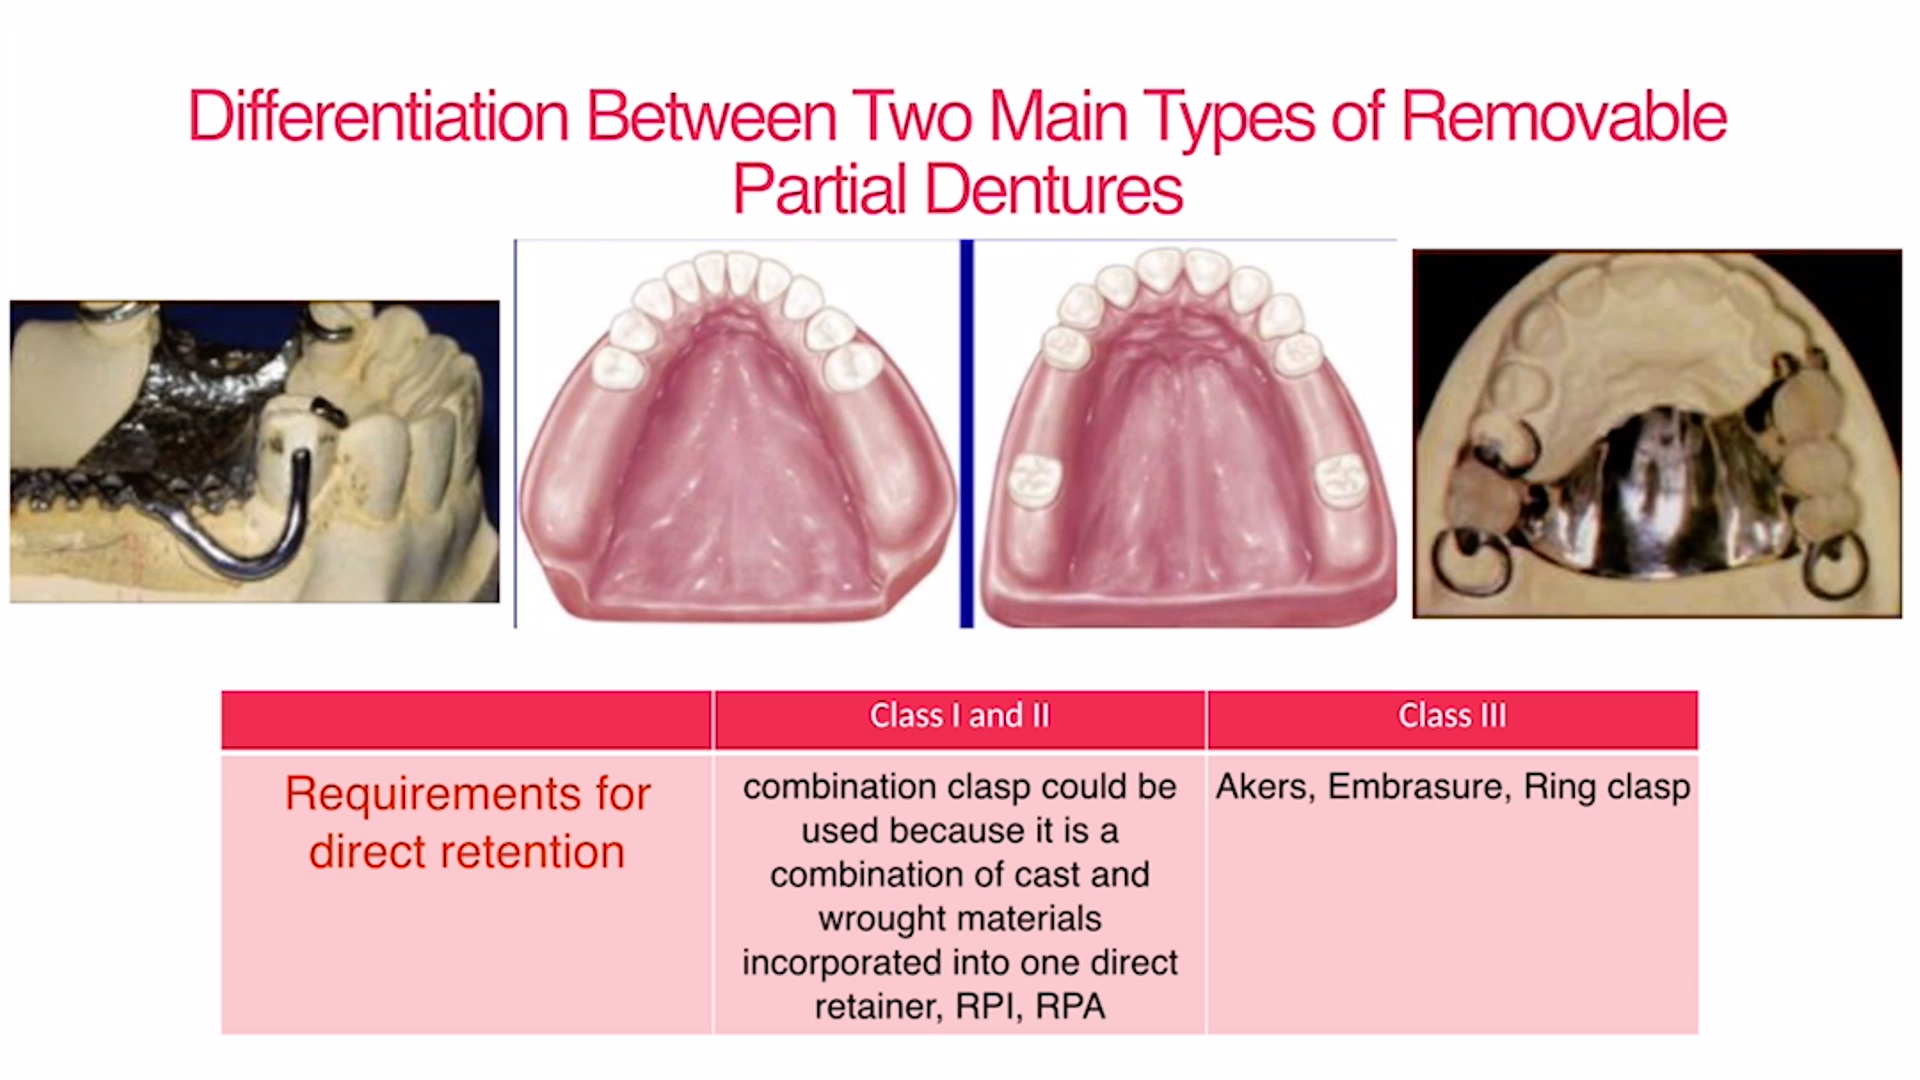 Differentiation Between Two Main Types of Removable
Partial Dentures
Class I and II
Class III
Requirements for
direct retention
combination clasp could be
used because it is a
combination of cast and
wrought materials
incorporated into one direct
retainer, RPI, RPA
Akers, Embrasure, Ring clasp